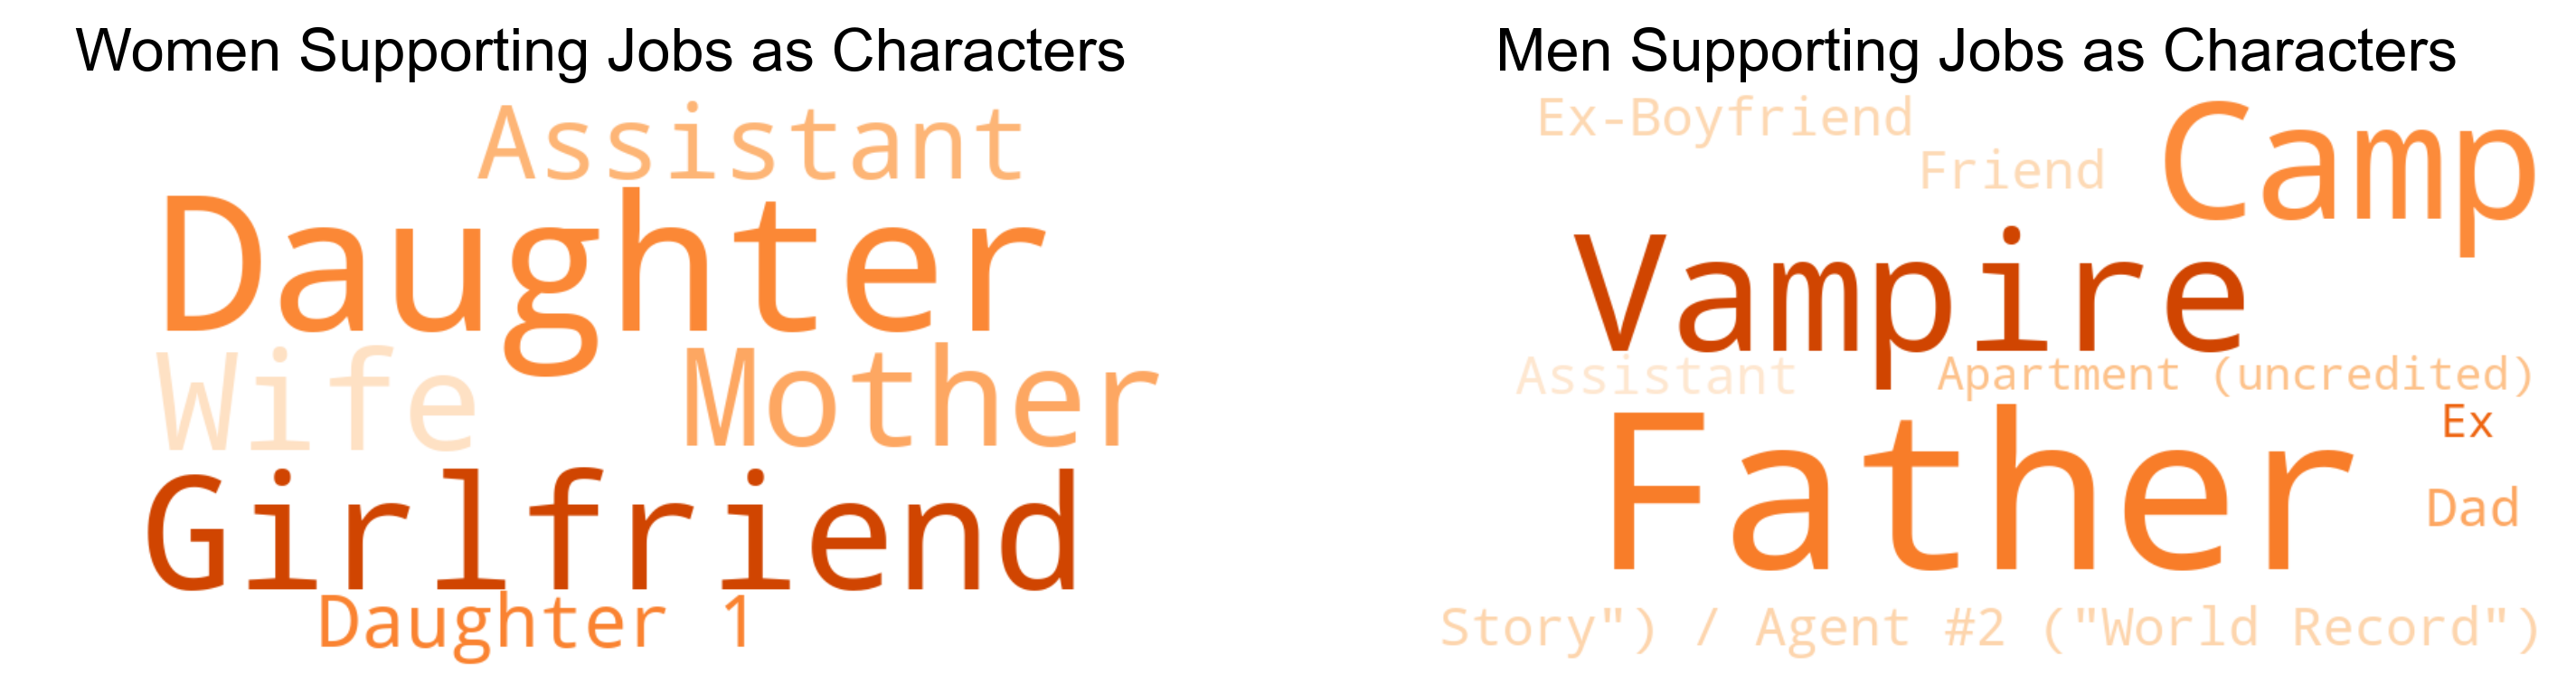 Women Supporting Jobs as Characters
Assistant
Daughter
Wife Mother
Girlfriend
Daughter 1
Men Supporting Jobs as Characters
Ex-Boyfriend
Friend
Camp
Vampire
Assistant
Apartment (uncredited)
Ex
Father
Dad
Story") / Agent #2 ("World Record")